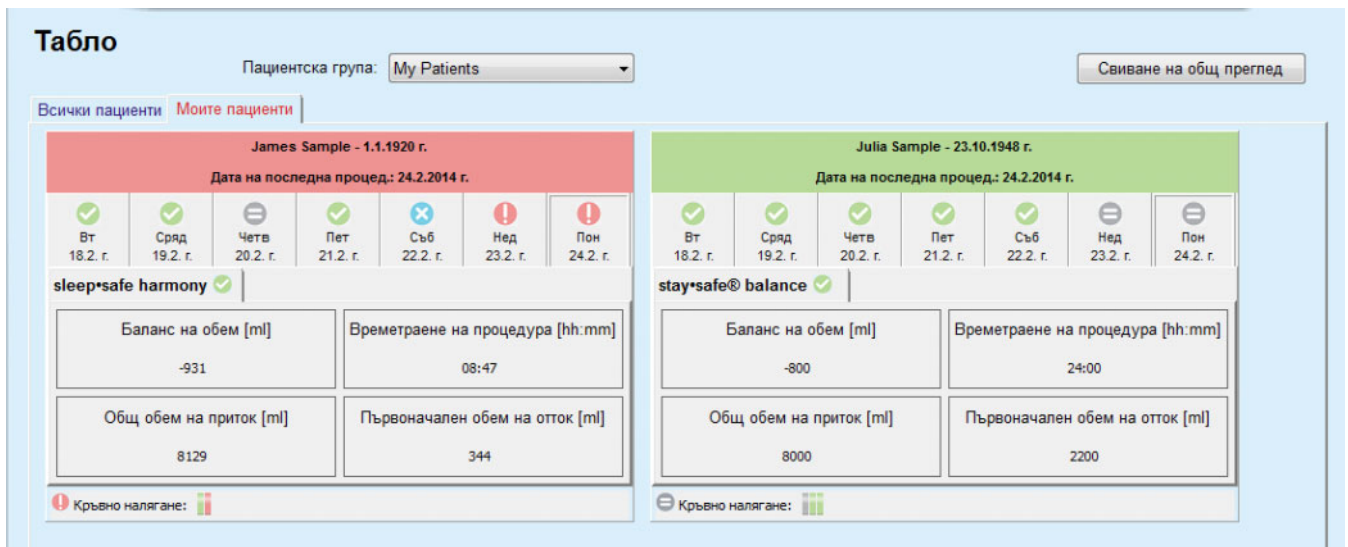 Табло
Пациентска група: My Patients
Свиване на общ преглед
Всички пациенти Моите пациенти
James Sample - 1.1.1920 г.
Дата на последна процед.: 24.2.2014 г.
Вт Сряд Четв Пет Съб Нед Пон
18.2. г. 19.2. г. 20.2. г. 21.2. г. 22.2. г. 23.2. г. 24.2. г.
sleep•safe harmony
Баланс на обем [ml] Времетраене на процедура [hh:mm]
-931 08:47
Общ обем на приток [ml] Първоначален обем на отток [ml]
8129 344
Кръвно налягане:
Julia Sample - 23.10.1948 г.
Дата на последна процед.: 24.2.2014 г.
Вт Сряд Четв Пет Съб Нед Пон
18.2. г. 19.2. г. 20.2. г. 21.2. г. 22.2. г. 23.2. г. 24.2. г.
stay•safe® balance
Баланс на обем [ml] Времетраене на процедура [hh:mm]
-800 24:00
Общ обем на приток [ml] Първоначален обем на отток [ml]
8000 2200
Кръвно налягане: